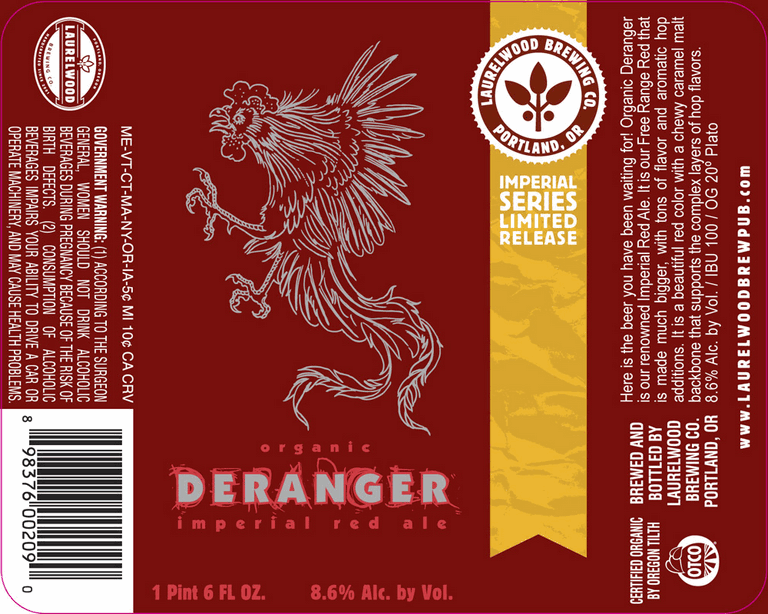 LAURELWOOD
BREWING CO.
ME-VT-CT-MA-NY-OR-IA-5¢ MI 10¢ CA CRV
GOVERNMENT WARNING: (1) ACCORDING TO THE SURGEON
GENERAL, WOMEN SHOULD NOT DRINK ALCOHOLIC
BEVERAGES DURING PREGNANCY BECAUSE OF THE RISK OF
BIRTH DEFECTS. (2) CONSUMPTION OF ALCOHOLIC
BEVERAGES IMPAIRS YOUR ABILITY TO DRIVE A CAR OR
OPERATE MACHINERY, AND MAY CAUSE HEALTH PROBLEMS.
8 98376 00209 0
organic
DERANGER
imperial red ale
1 Pint 6 FL OZ.
8.6% Alc. by Vol.
LAURELWOOD BREWING CO.
PORTLAND, OR
IMPERIAL
SERIES
LIMITED
RELEASE
Here is the beer you have been waiting for! Organic Deranger
is our renowned Imperial Red Ale. It is our Free Range Red that
is made much bigger, with tons of flavor and aromatic hop
additions. It is a beautiful red color with a chewy caramel malt
backbone that supports the complex layers of hop flavors.
8.6% Alc. by Vol. / IBU 100 / OG 20º Plato
www.LAURELWOODBREWPUB.com
BREWED AND
BOTTLED BY
LAURELWOOD
BREWING CO.
PORTLAND, OR
CERTIFIED ORGANIC
BY OREGON TILTH
OTCO